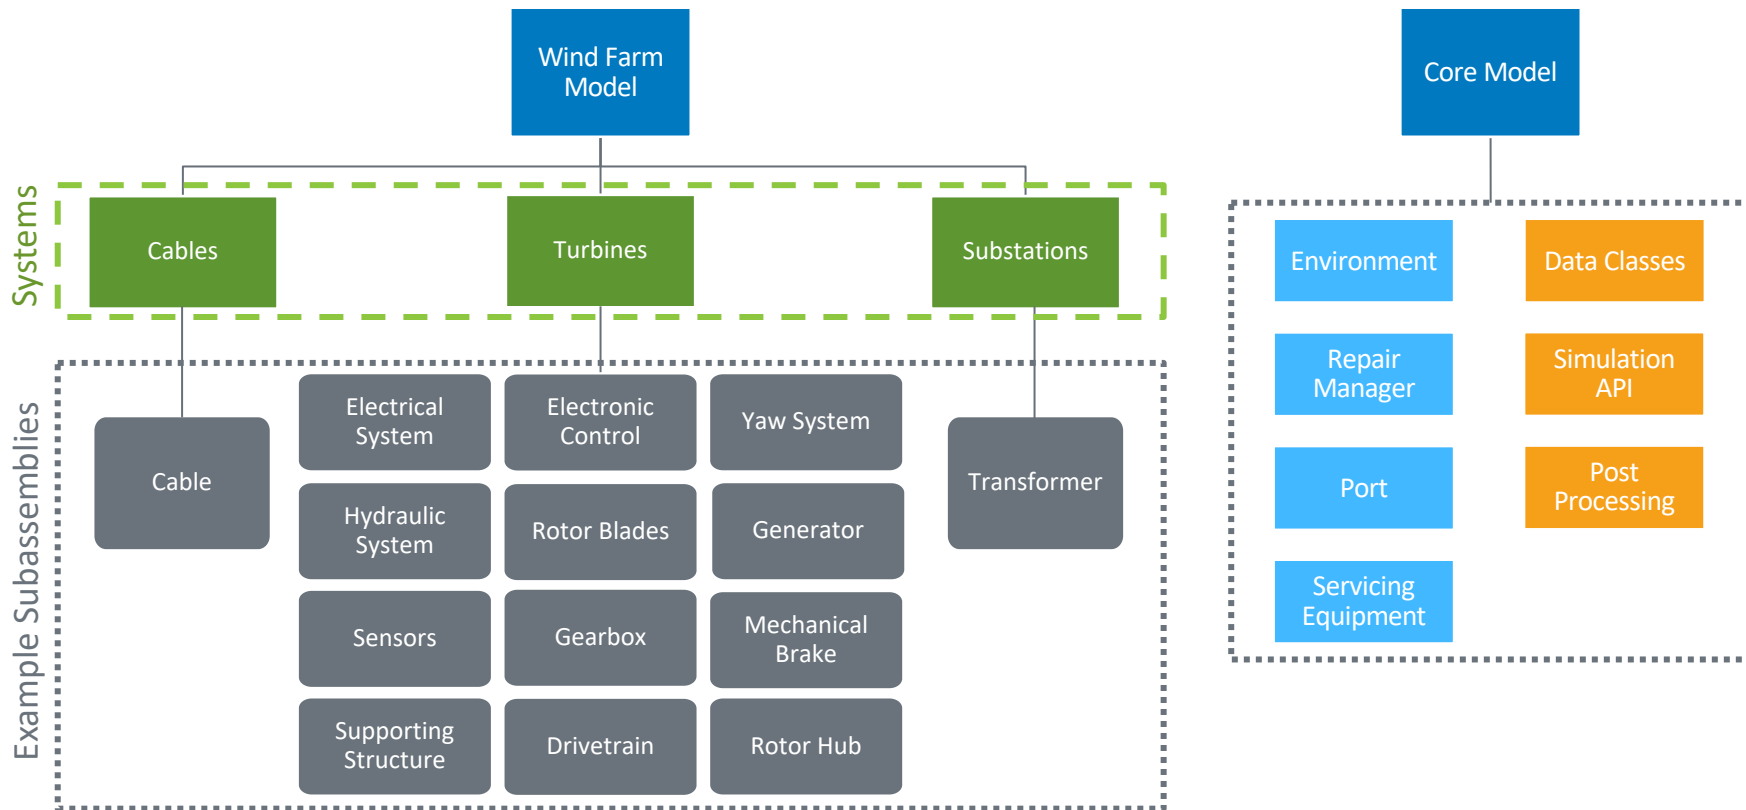 Wind Farm
Model
Core Model
Systems
Cables
Turbines
Substations
Environment
Data Classes
Repair
Manager
Simulation
API
Port
Post
Processing
Servicing
Equipment
Example Subassemblies
Cable
Electrical
System
Electronic
Control
Yaw System
Transformer
Hydraulic
System
Rotor Blades
Generator
Sensors
Gearbox
Mechanical
Brake
Supporting
Structure
Drivetrain
Rotor Hub